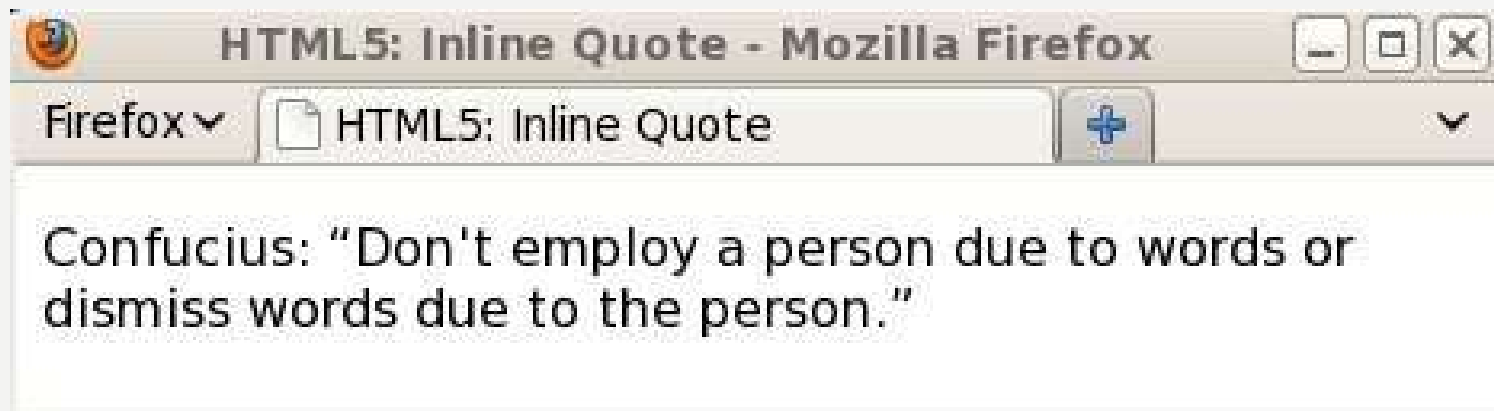 HTML5: Inline Quote - Mozilla Firefox
Firefox
HTML5: Inline Quote
Confucius: “Don't employ a person due to words or
dismiss words due to the person.”